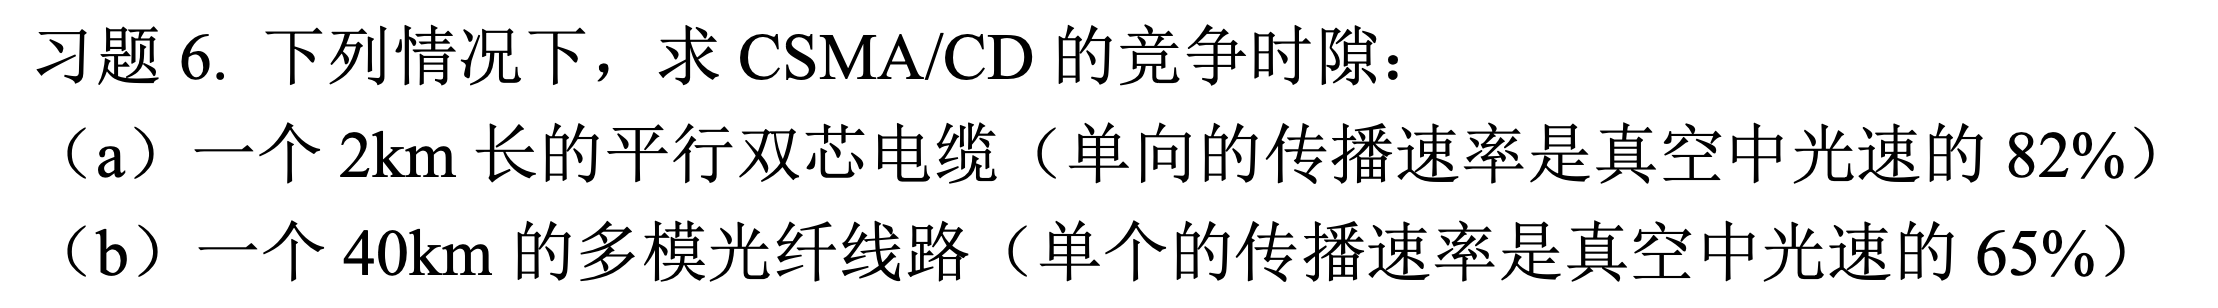 习题 6. 下列情况下，求 CSMA/CD 的竞争时隙：
（a）一个 2km 长的平行双芯电缆（单向的传播速率是真空中光速的 82%）
（b）一个 40km 的多模光纤线路（单个的传播速率是真空中光速的 65%）